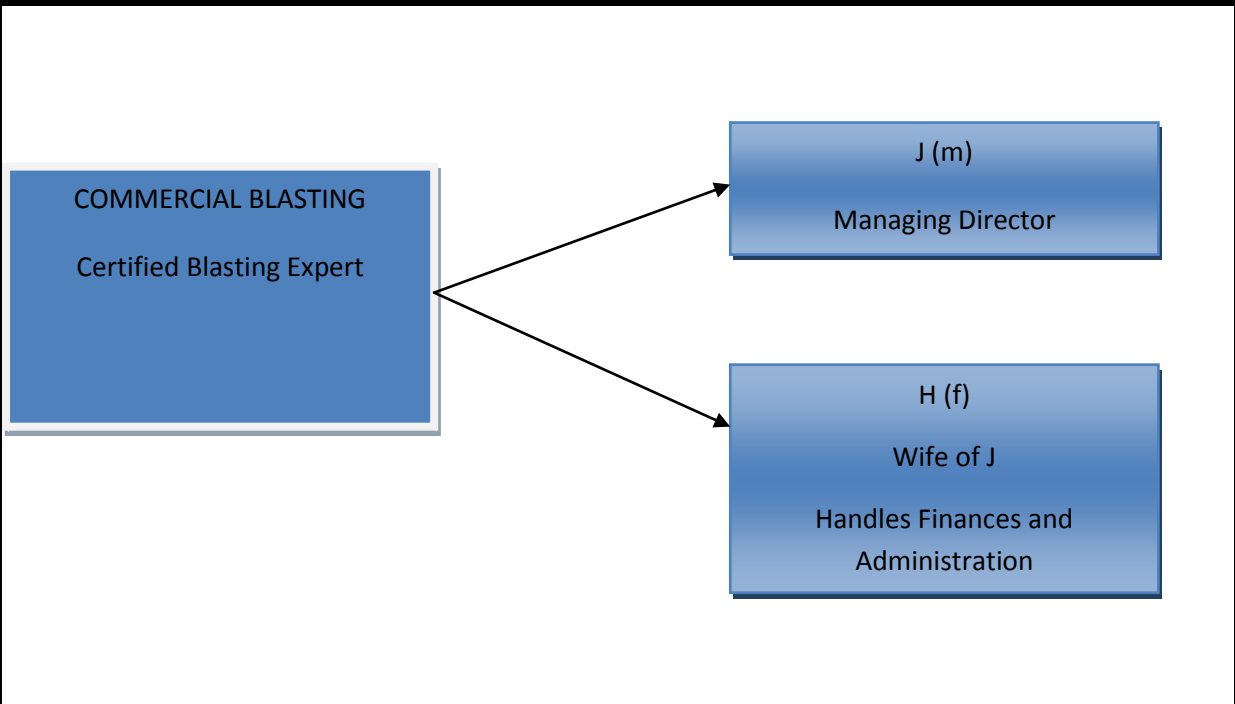 COMMERCIAL BLASTING
Certified Blasting Expert
J (m)
Managing Director
H (f)
Wife of J
Handles Finances and
Administration